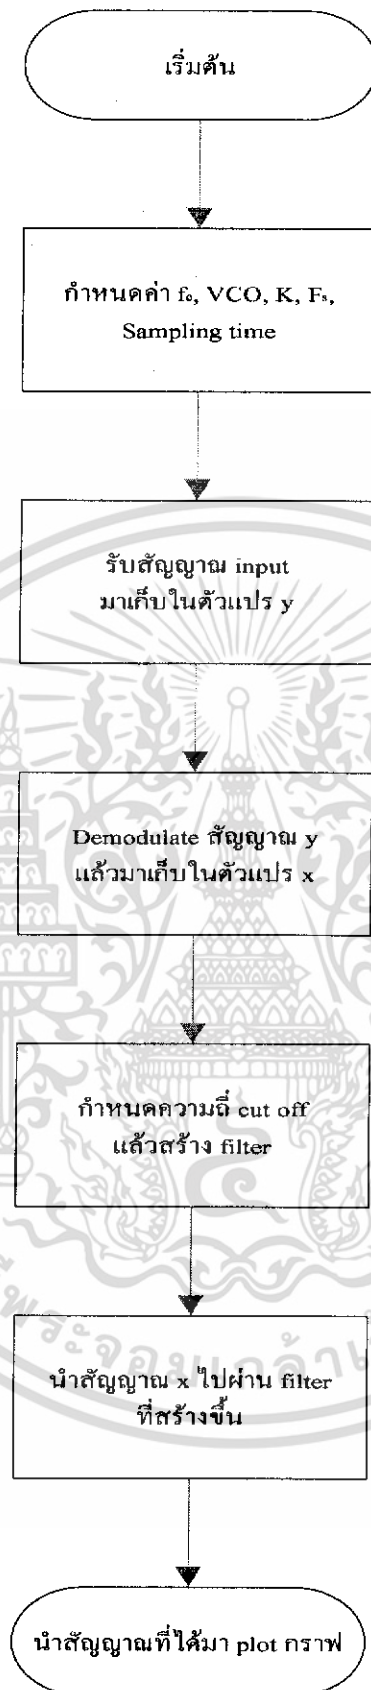 เริ่มต้น
กำหนดค่า fₒ, VCO, K, Fₛ,
Sampling time
รับสัญญาณ input
มาเก็บในตัวแปร y
Demodulate สัญญาณ y
แล้วมาเก็บในตัวแปร x
กำหนดความถี่ cut off
แล้วสร้าง filter
นำสัญญาณ x ไปผ่าน filter
ที่สร้างขึ้น
นำสัญญาณที่ได้มา plot กราฟ